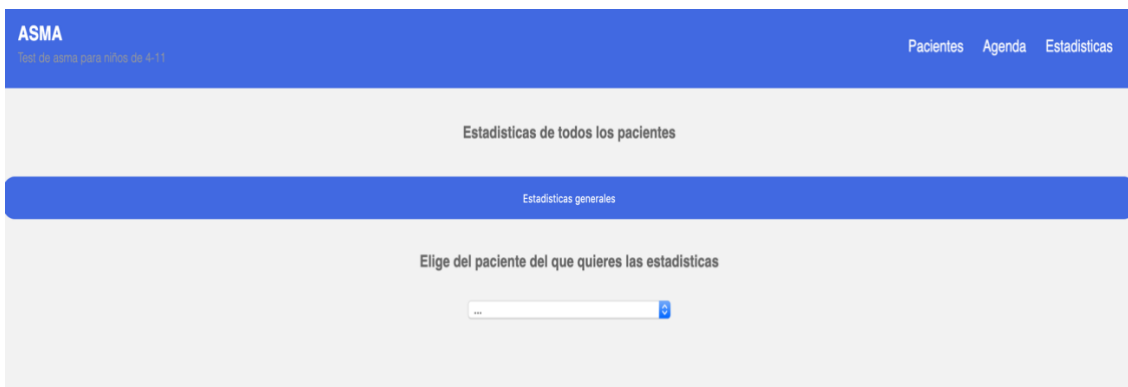 ASMA
Test de asma para niños de 4-11
Pacientes Agenda Estadisticas
Estadisticas de todos los pacientes
Estadisticas generales
Elige del paciente del que quieres las estadisticas
...